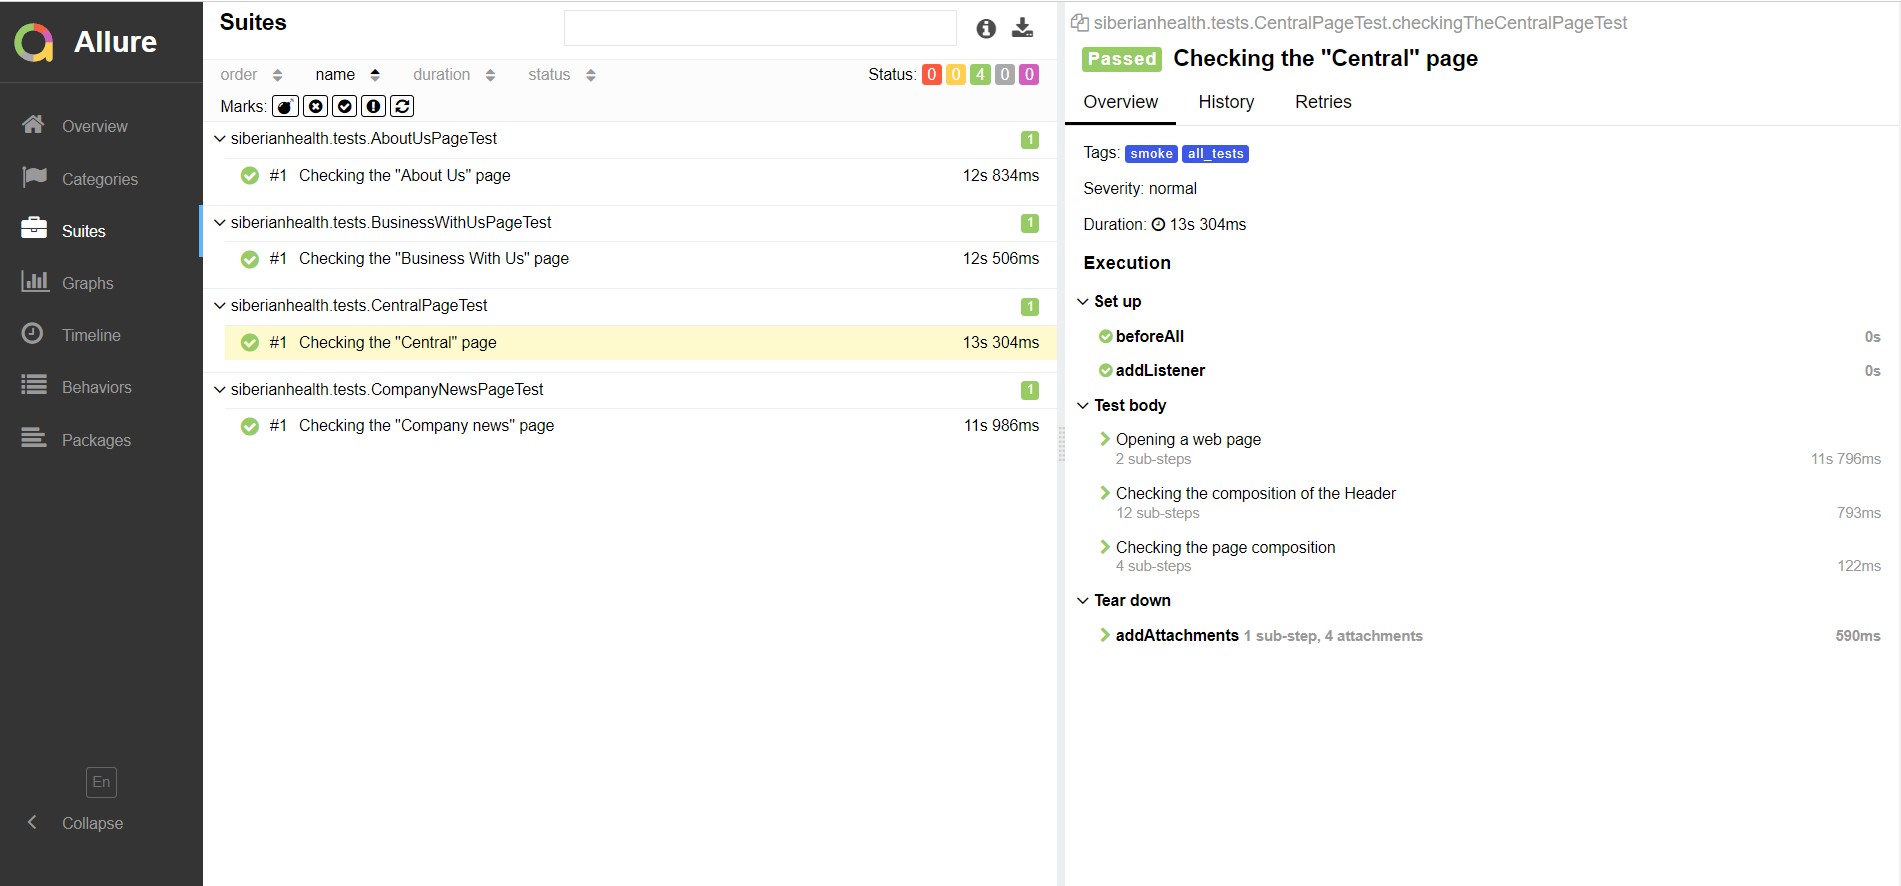 Allure
Overview
Categories
Suites
Graphs
Timeline
Behaviors
Packages
En
Collapse
Suites
order name duration status Status: 0 0 4 0 0
Marks:
siberianhealth.tests.AboutUsPageTest 1
#1 Checking the "About Us" page 12s 834ms
siberianhealth.tests.BusinessWithUsPageTest 1
#1 Checking the "Business With Us" page 12s 506ms
siberianhealth.tests.CentralPageTest 1
#1 Checking the "Central" page 13s 304ms
siberianhealth.tests.CompanyNewsPageTest 1
#1 Checking the "Company news" page 11s 986ms
siberianhealth.tests.CentralPageTest.checkingTheCentralPageTest
Passed Checking the "Central" page
Overview History Retries
Tags: smoke all_tests
Severity: normal
Duration: 13s 304ms
Execution
Set up
beforeAll 0s
addListener 0s
Test body
Opening a web page
2 sub-steps 11s 796ms
Checking the composition of the Header
12 sub-steps 793ms
Checking the page composition
4 sub-steps 122ms
Tear down
addAttachments 1 sub-step, 4 attachments 590ms